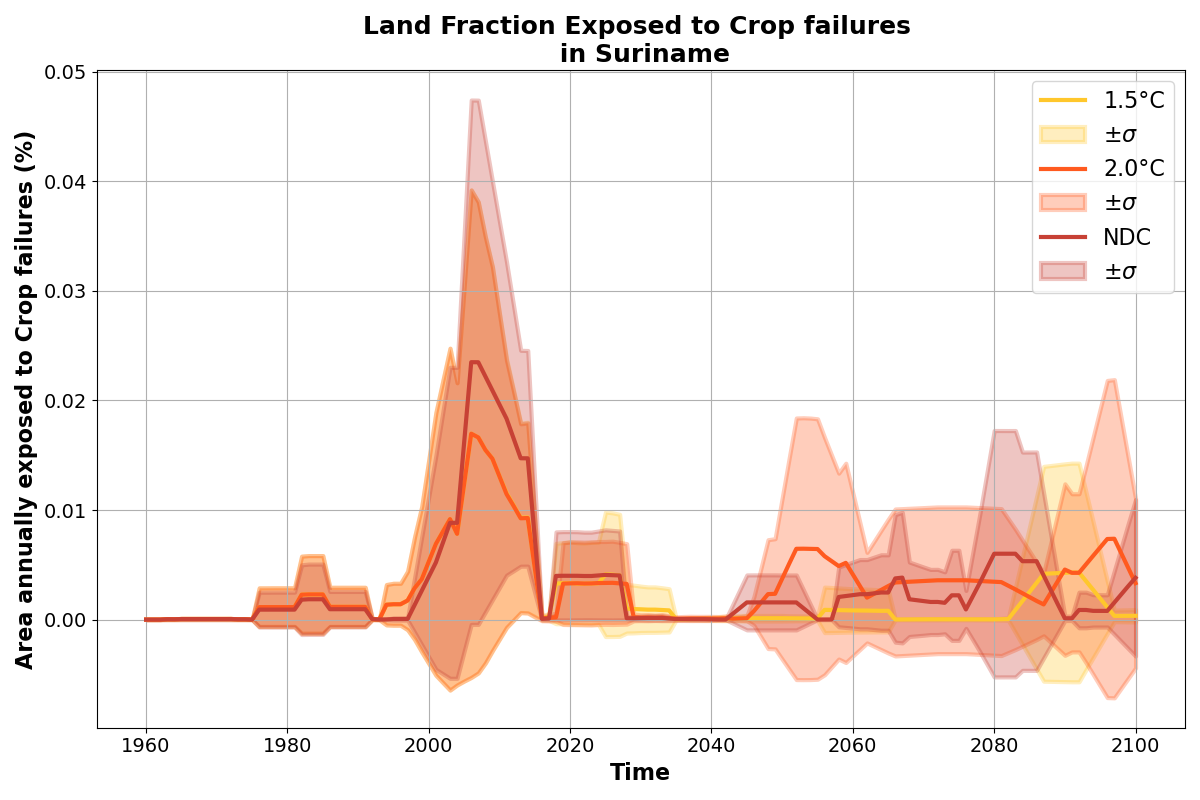 Land Fraction Exposed to Crop failures
in Suriname
Area annually exposed to Crop failures (%)
0.05
0.04
0.03
0.02
0.01
0.00
1.5°C
±σ
2.0°C
±σ
NDC
±σ
1960 1980 2000 2020 2040 2060 2080 2100
Time